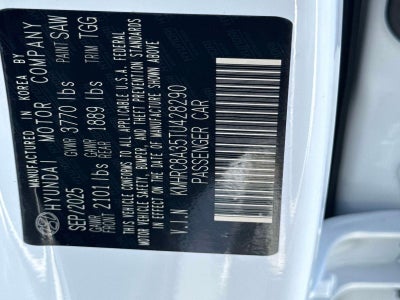 MANUFACTURED IN KOREA BY
HYUNDAI MOTOR COMPANY
SEP/2025 GVWR 3770 lbs PAINT SAW
GAWR FRONT 2101 lbs GAWR REAR 1889 lbs TRIM TGG
THIS VEHICLE CONFORMS TO ALL APPLICABLE U.S.A. FEDERAL
MOTOR VEHICLE SAFETY, BUMPER, AND THEFT PREVENTION STANDARDS
IN EFFECT ON THE DATE OF MANUFACTURE SHOWN ABOVE
V.I.N KMHRC8A35TU428290
PASSENGER CAR